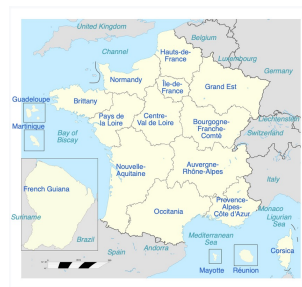 United Kingdom
Belgium
Channel
Hauts-de-
France
Luxembourg
Germany
Normandy
Île-de-
France
Grand Est
Guadeloupe
Brittany
Martinique
Pays de
la Loire
Centre-
Val de Loire
Bourgogne-
Franche-
Comté
Liechtenstein
Switzerland
Bay of
Biscay
Nouvelle-
Aquitaine
Auvergne-
Rhône-Alpes
Italy
French Guiana
Provence-
Alpes-
Côte d'Azur
Monaco
Ligurian
Sea
Occitania
Suriname
Brazil
Mediterranean
Sea
Spain
Andorra
Mayotte
Réunion
Corsica